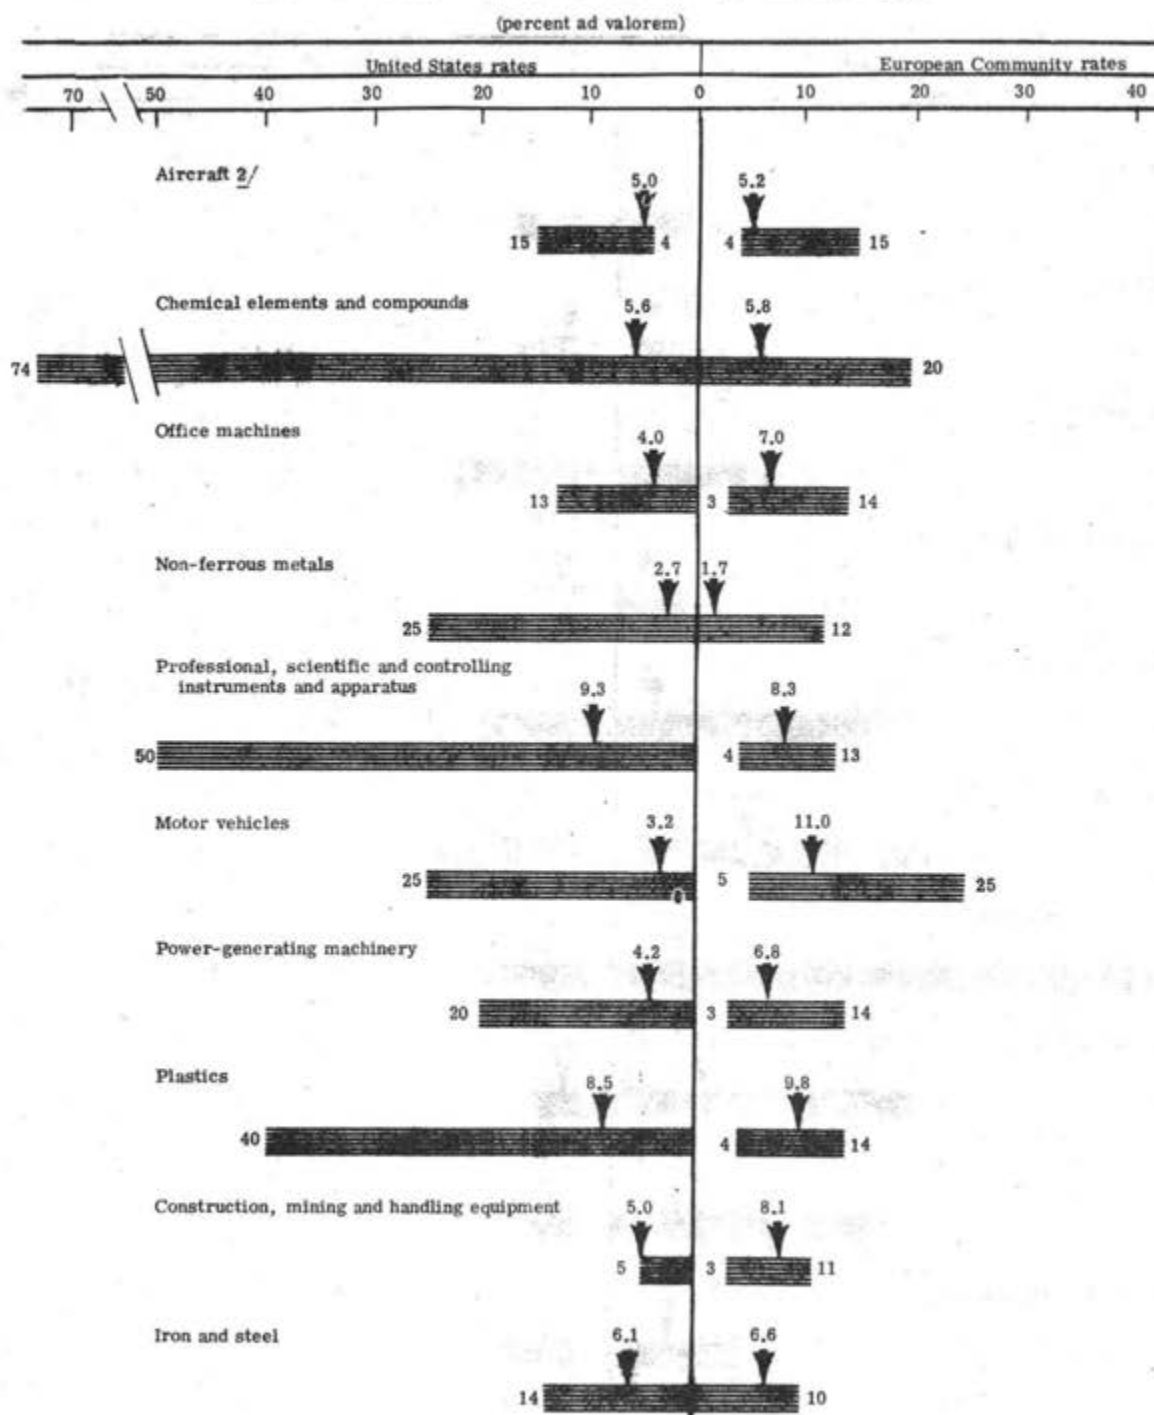 (percent ad valorem)
United States rates European Community rates
70 50 40 30 20 10 0 10 20 30 40
Aircraft 2/
5.0 5.2
15 4 4 15
Chemical elements and compounds
5.6 5.8
74 20
Office machines
4.0 7.0
13 3 14
Non-ferrous metals
2.7 1.7
25 12
Professional, scientific and controlling
instruments and apparatus
9.3 8.3
50 4 13
Motor vehicles
3.2 11.0
25 5 25
Power-generating machinery
4.2 6.8
20 3 14
Plastics
8.5 9.8
40 4 14
Construction, mining and handling equipment
5.0 8.1
5 3 11
Iron and steel
6.1 6.6
14 10